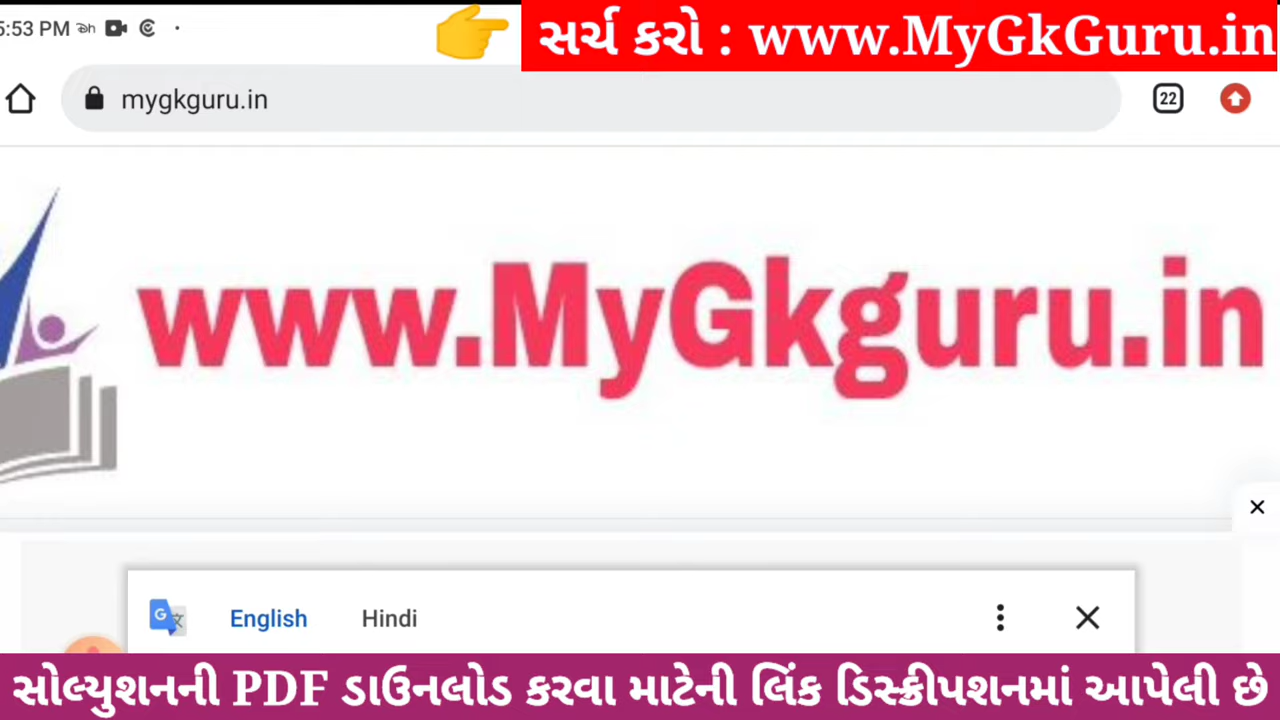 5:53 PM
સર્ચ કરો : www.MyGkGuru.in
mygkguru.in
22
www.MyGkguru.in
English Hindi
સોલ્યુશનની PDF ડાઉનલોડ કરવા માટેની લિંક ડિસ્ક્રીપશનમાં આપેલી છે